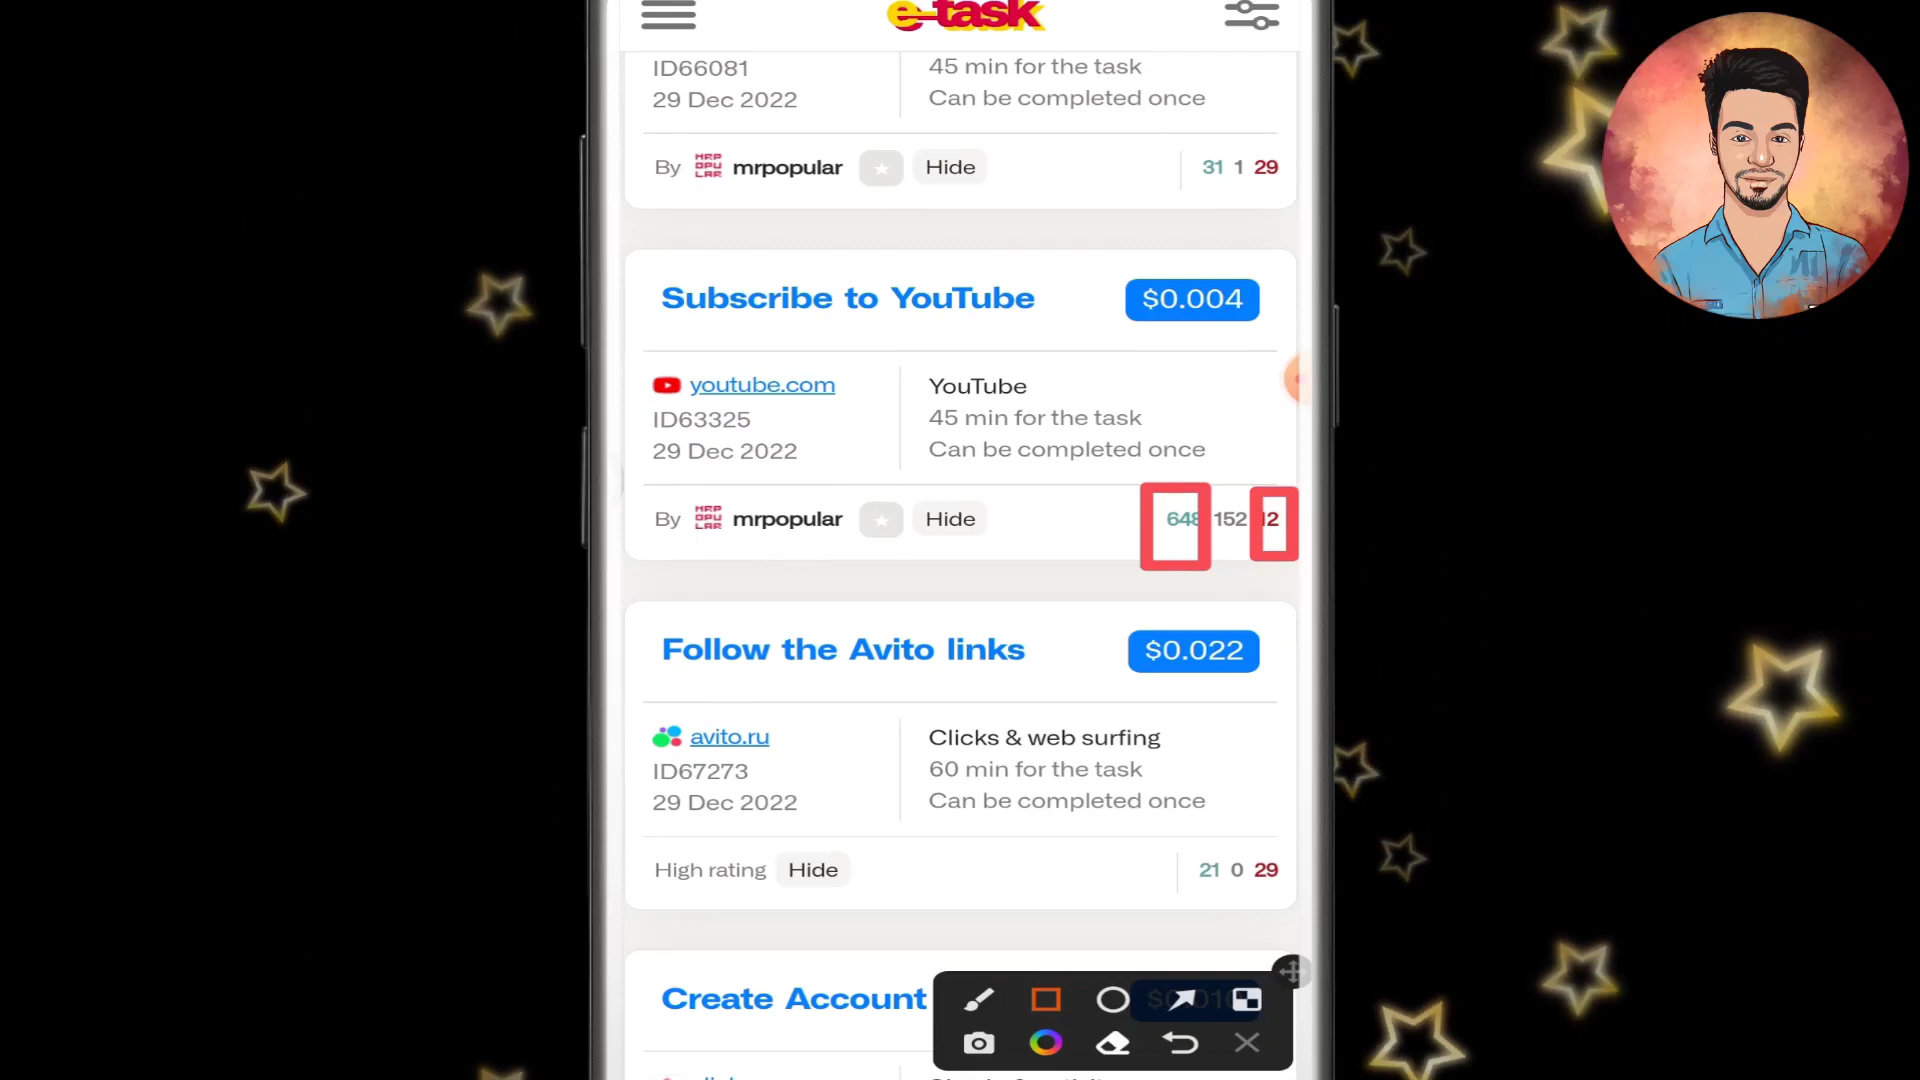 e-task
ID66081
45 min for the task
29 Dec 2022
Can be completed once
By MRPOPULAR mrpopular Hide 31 1 29
Subscribe to YouTube $0.004
youtube.com
YouTube
ID63325
45 min for the task
29 Dec 2022
Can be completed once
By MRPOPULAR mrpopular Hide 648 152 12
Follow the Avito links $0.022
avito.ru
Clicks & web surfing
ID67273
60 min for the task
29 Dec 2022
Can be completed once
High rating Hide 21 0 29
Create Account